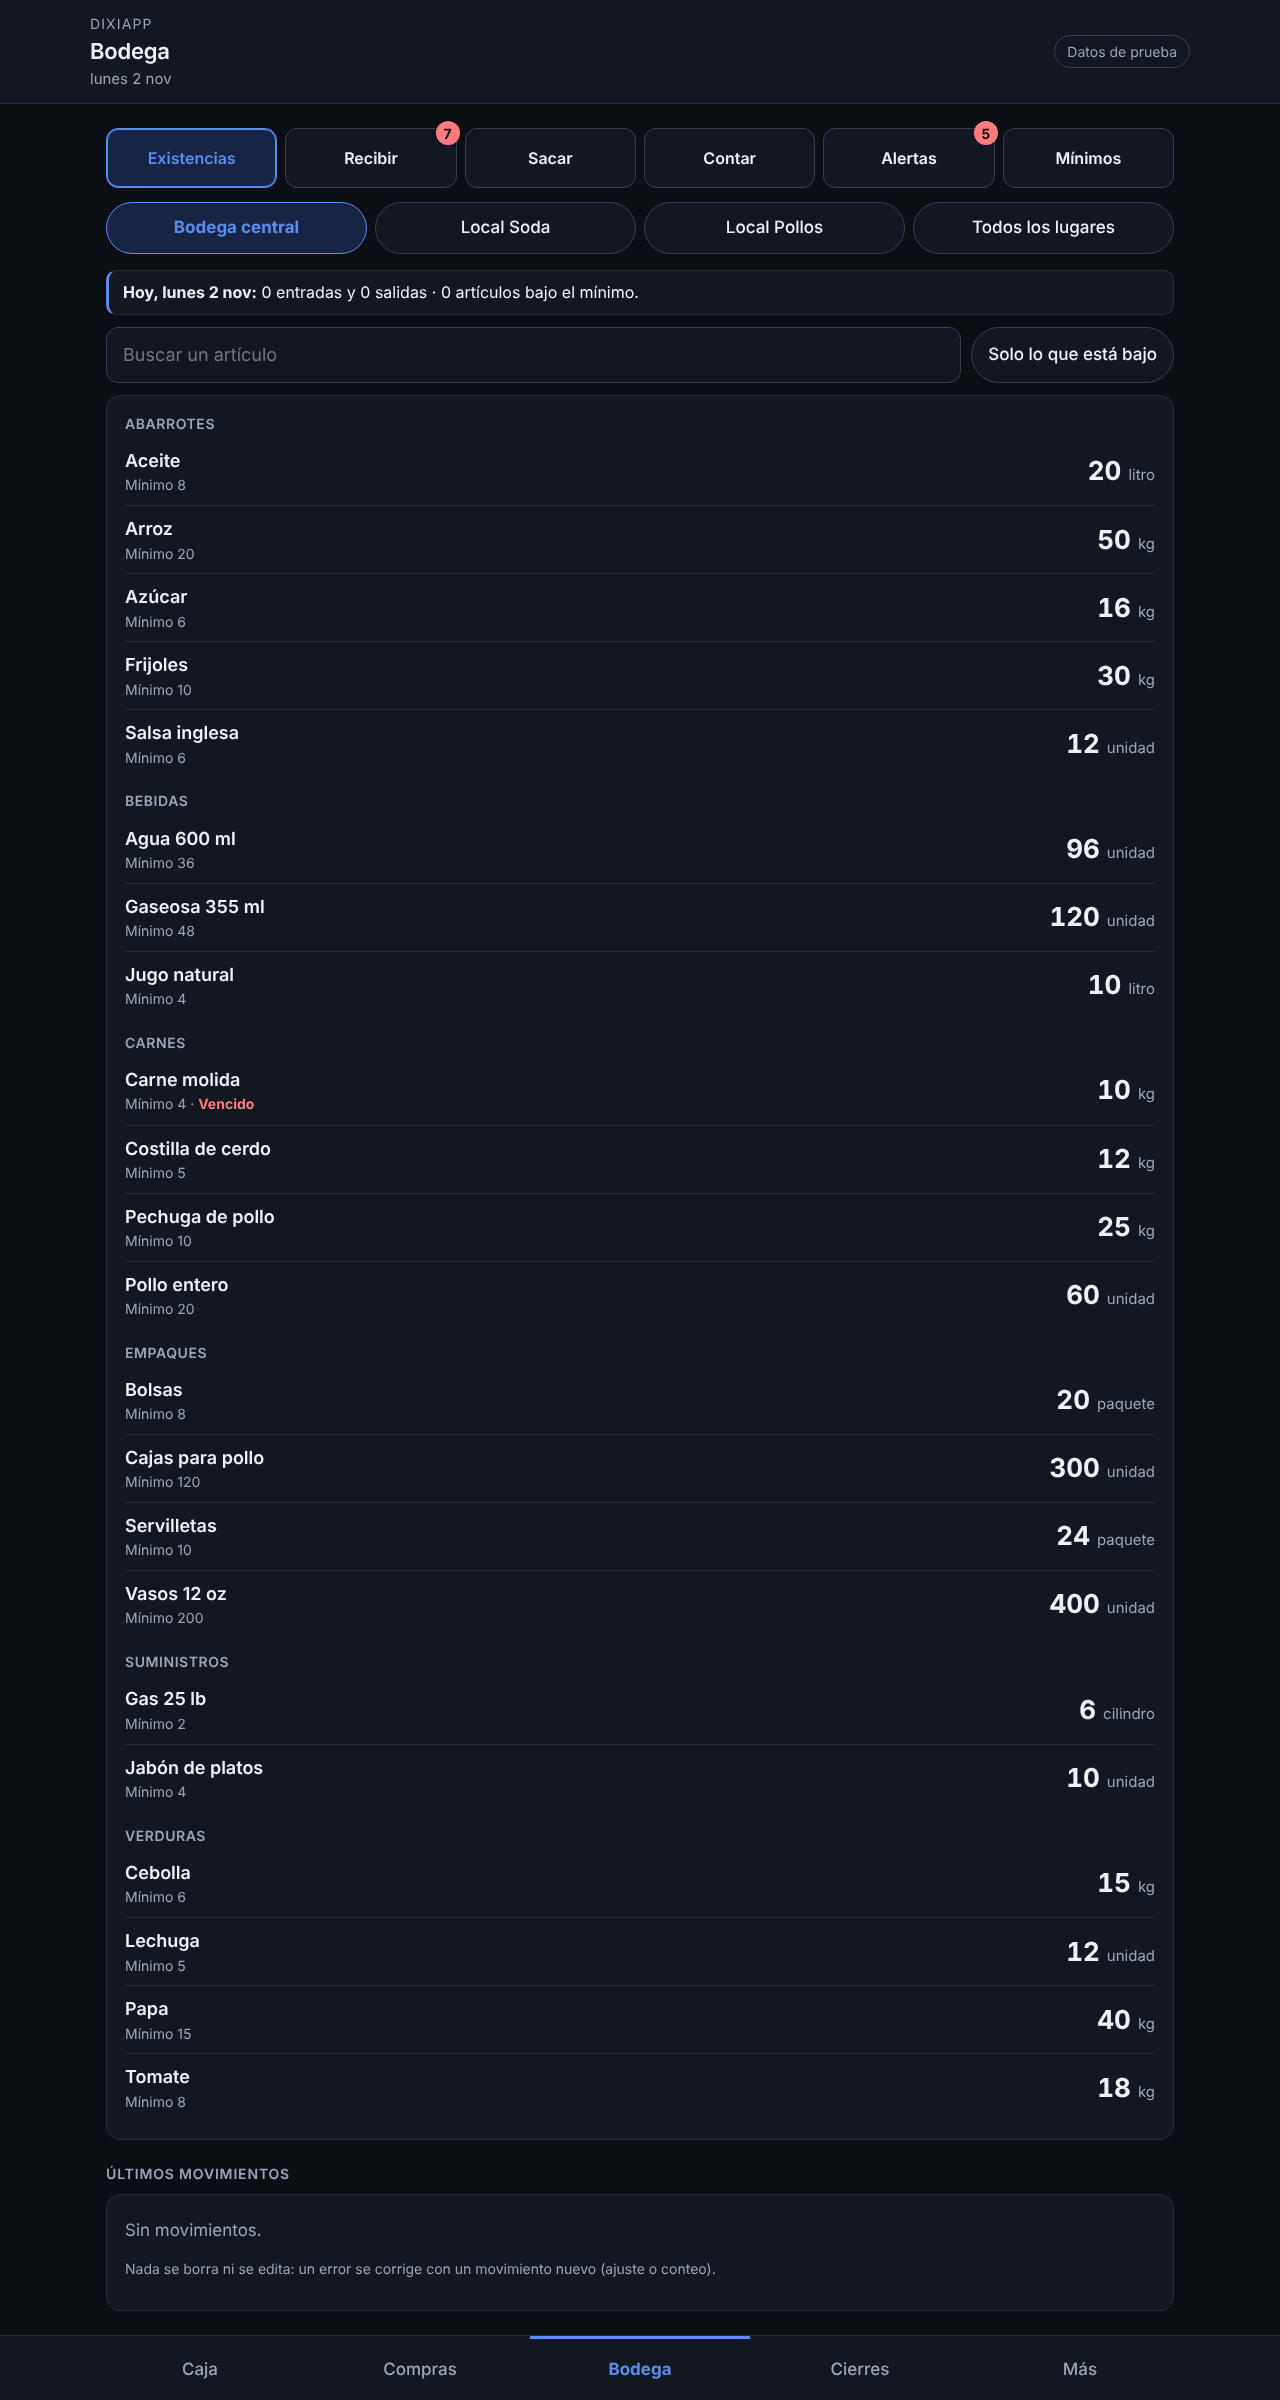 DIXIAPP
Bodega
lunes 2 nov
Datos de prueba
Existencias
Recibir
7
Sacar
Contar
Alertas
5
Mínimos
Bodega central
Local Soda
Local Pollos
Todos los lugares
Hoy, lunes 2 nov: 0 entradas y 0 salidas · 0 artículos bajo el mínimo.
Buscar un artículo
Solo lo que está bajo
ABARROTES
Aceite
Mínimo 8
20 litro
Arroz
Mínimo 20
50 kg
Azúcar
Mínimo 6
16 kg
Frijoles
Mínimo 10
30 kg
Salsa inglesa
Mínimo 6
12 unidad
BEBIDAS
Agua 600 ml
Mínimo 36
96 unidad
Gaseosa 355 ml
Mínimo 48
120 unidad
Jugo natural
Mínimo 4
10 litro
CARNES
Carne molida
Mínimo 4 · Vencido
10 kg
Costilla de cerdo
Mínimo 5
12 kg
Pechuga de pollo
Mínimo 10
25 kg
Pollo entero
Mínimo 20
60 unidad
EMPAQUES
Bolsas
Mínimo 8
20 paquete
Cajas para pollo
Mínimo 120
300 unidad
Servilletas
Mínimo 10
24 paquete
Vasos 12 oz
Mínimo 200
400 unidad
SUMINISTROS
Gas 25 lb
Mínimo 2
6 cilindro
Jabón de platos
Mínimo 4
10 unidad
VERDURAS
Cebolla
Mínimo 6
15 kg
Lechuga
Mínimo 5
12 unidad
Papa
Mínimo 15
40 kg
Tomate
Mínimo 8
18 kg
ÚLTIMOS MOVIMIENTOS
Sin movimientos.
Nada se borra ni se edita: un error se corrige con un movimiento nuevo (ajuste o conteo).
Caja
Compras
Bodega
Cierres
Más